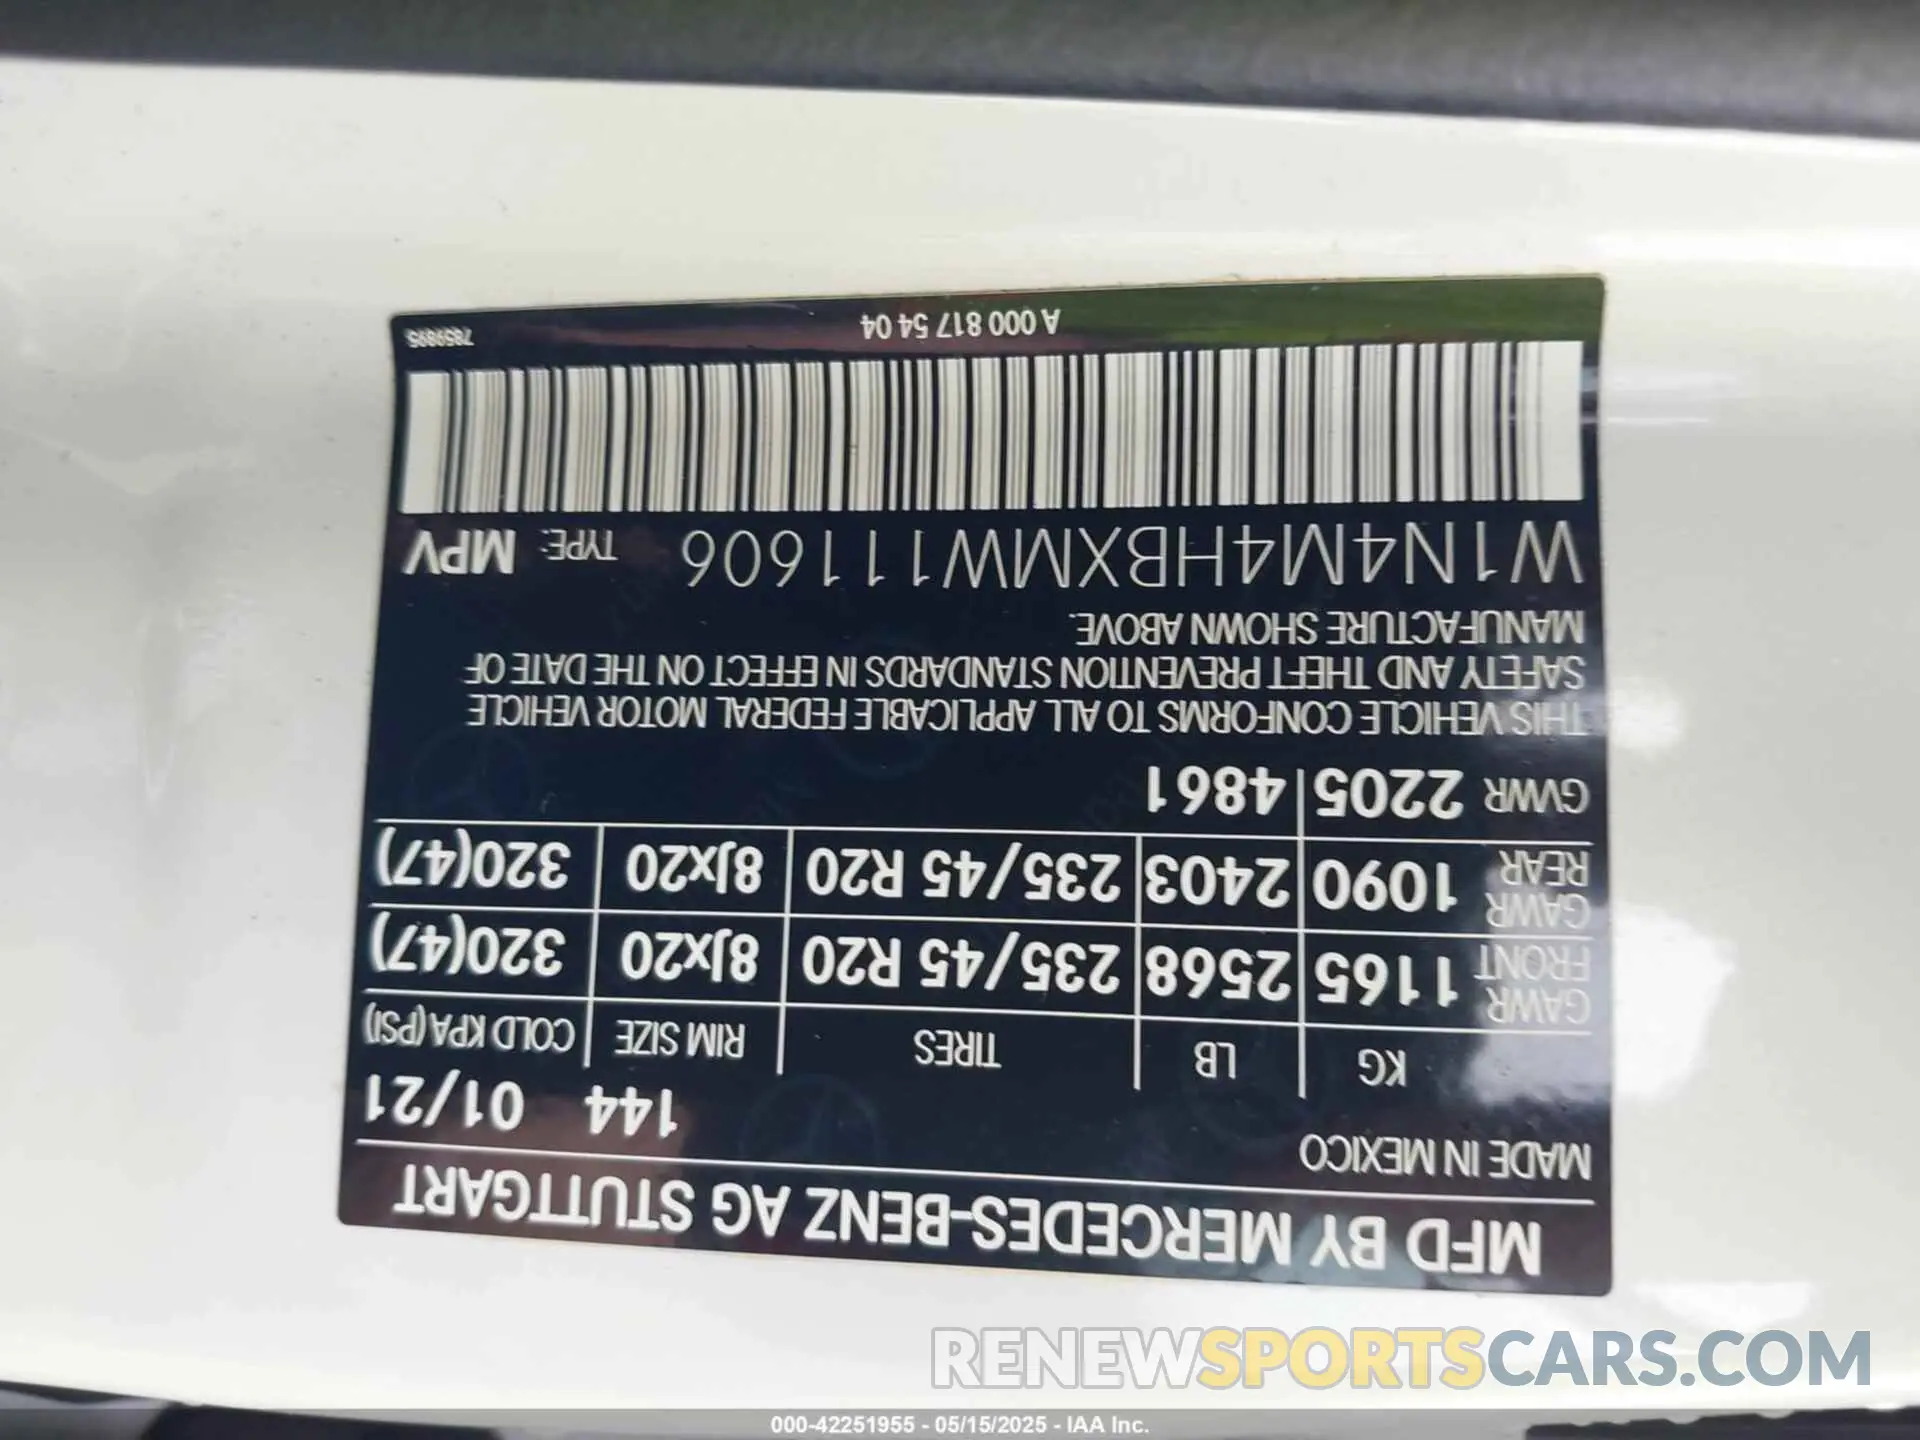 MFD BY MERCEDES-BENZ AG STUTTGART
MADE IN MEXICO 144 01/21
KG LB TIRES RIM SIZE COLD KPA(PSI)
GAWR FRONT 1165 2568 235/45 R20 8Jx20 320(47)
GAWR REAR 1090 2403 235/45 R20 8Jx20 320(47)
GVWR 2205 4861
THIS VEHICLE CONFORMS TO ALL APPLICABLE FEDERAL MOTOR VEHICLE
SAFETY AND THEFT PREVENTION STANDARDS IN EFFECT ON THE DATE OF
MANUFACTURE SHOWN ABOVE.
W1N4M4HBXMW111606 TYPE: MPV
A 000 817 54 04 7859895
RENEWSPORTSCARS.COM
000-42251955 - 05/15/2025 - IAA Inc.